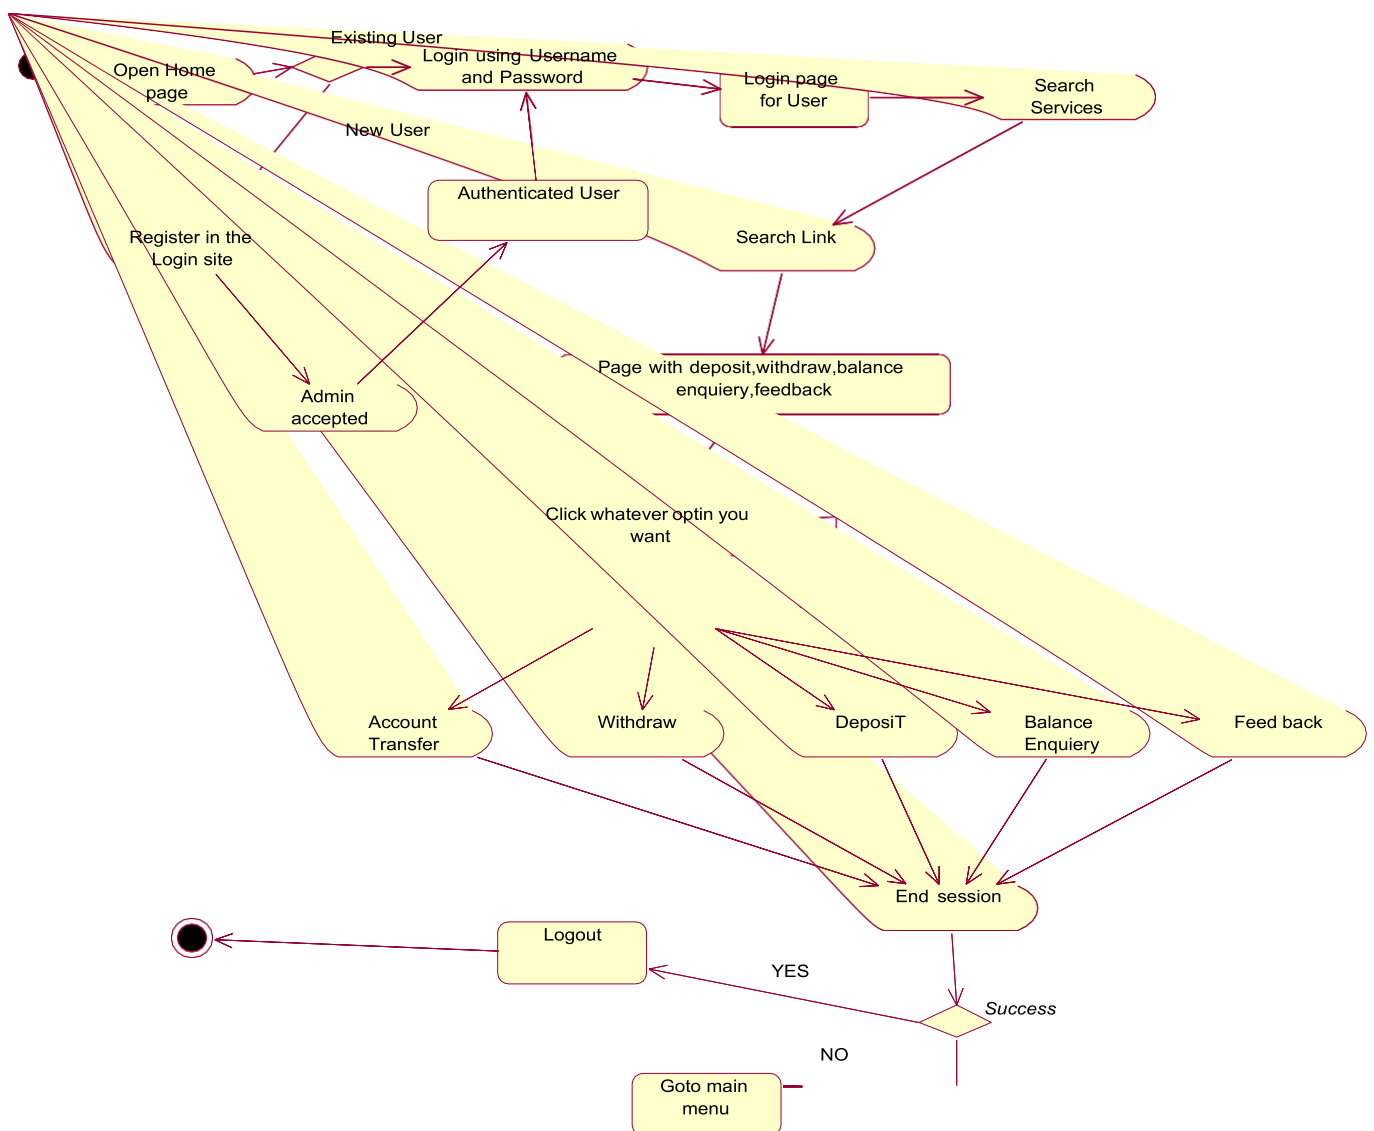 Existing User
Open Home
page
Login using Username
and Password
Login page
for User
Search
Services
New User
Authenticated User
Register in the
Login site
Search Link
Page with deposit,withdraw,balance
enquiery,feedback
Admin
accepted
Click whatever optin you
want
Account
Transfer
Withdraw
DeposiT
Balance
Enquiery
Feed back
End session
Logout
YES
Success
NO
Goto main
menu